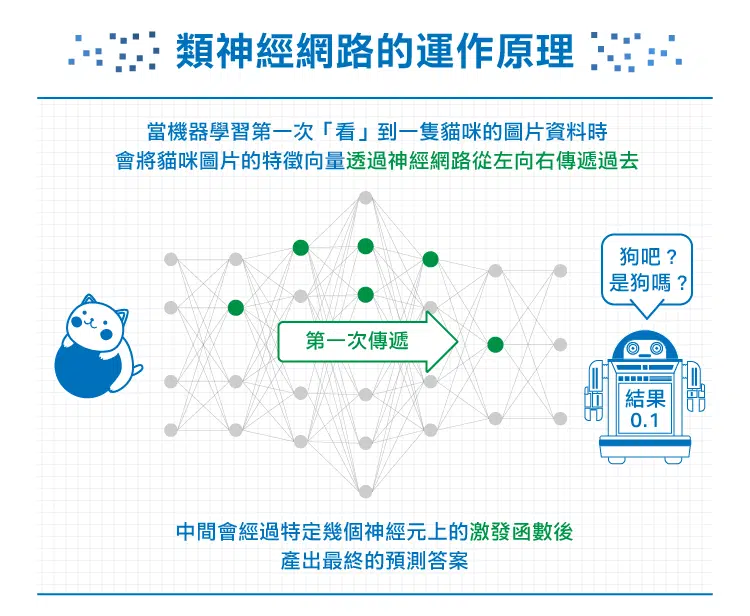 類神經網路的運作原理
當機器學習第一次「看」到一隻貓咪的圖片資料時
會將貓咪圖片的特徵向量透過神經網路從左向右傳遞過去
狗吧？
是狗嗎？
第一次傳遞
結果
0.1
中間會經過特定幾個神經元上的激發函數後
產出最終的預測答案